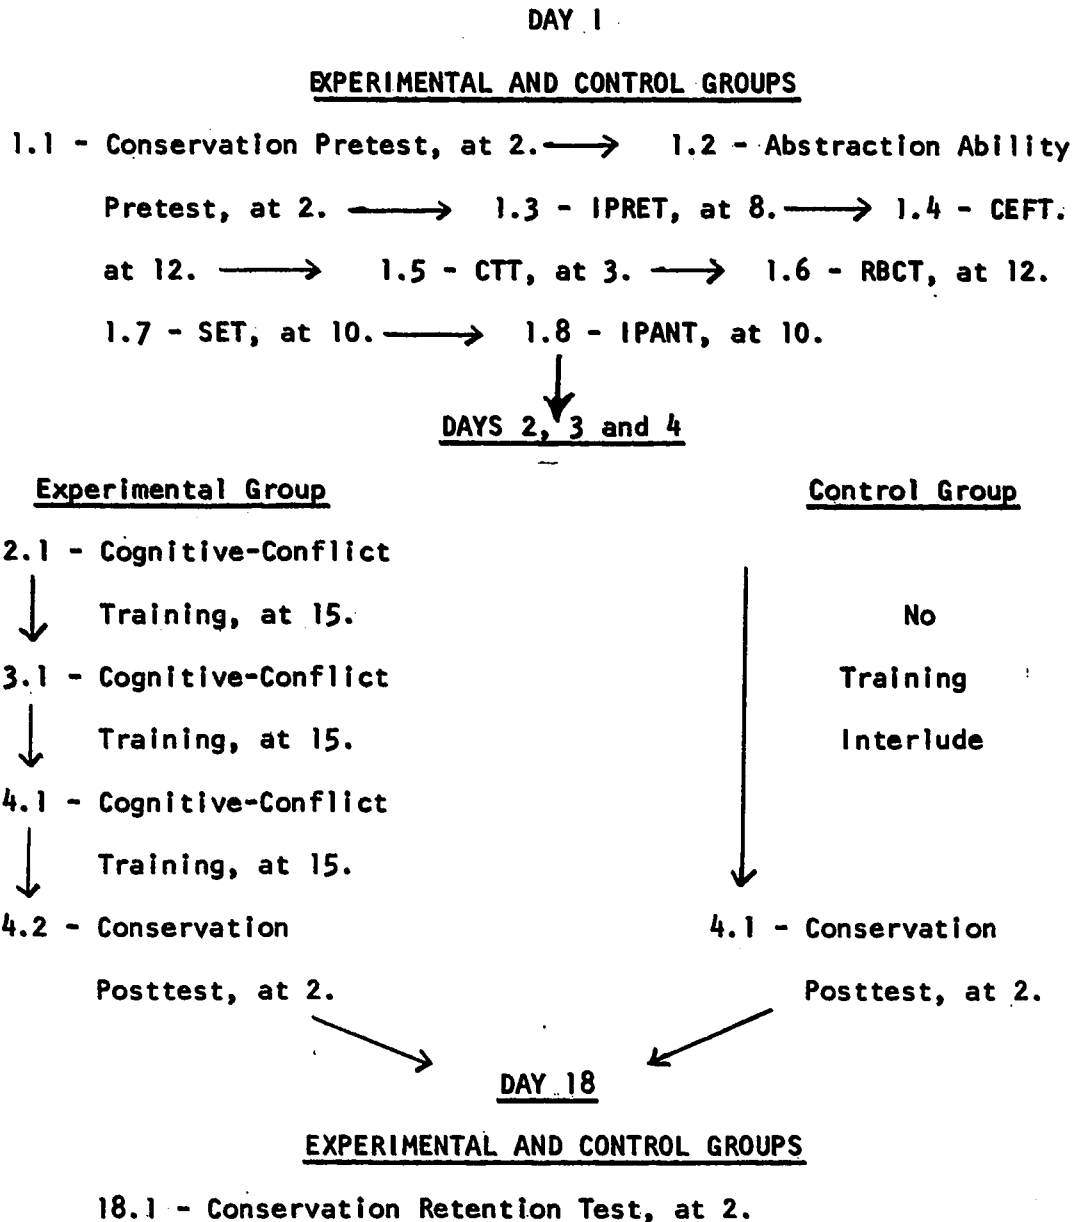 DAY 1
EXPERIMENTAL AND CONTROL GROUPS
1.1 - Conservation Pretest, at 2. → 1.2 - Abstraction Ability
Pretest, at 2. → 1.3 - IPRET, at 8. → 1.4 - CEFT.
at 12. → 1.5 - CTT, at 3. → 1.6 - RBCT, at 12.
1.7 - SET, at 10. → 1.8 - IPANT, at 10.
DAYS 2, 3 and 4
Experimental Group
2.1 - Cognitive-Conflict
Training, at 15.
3.1 - Cognitive-Conflict
Training, at 15.
4.1 - Cognitive-Conflict
Training, at 15.
4.2 - Conservation
Posttest, at 2.
Control Group
No
Training
Interlude
4.1 - Conservation
Posttest, at 2.
DAY 18
EXPERIMENTAL AND CONTROL GROUPS
18.1 - Conservation Retention Test, at 2.